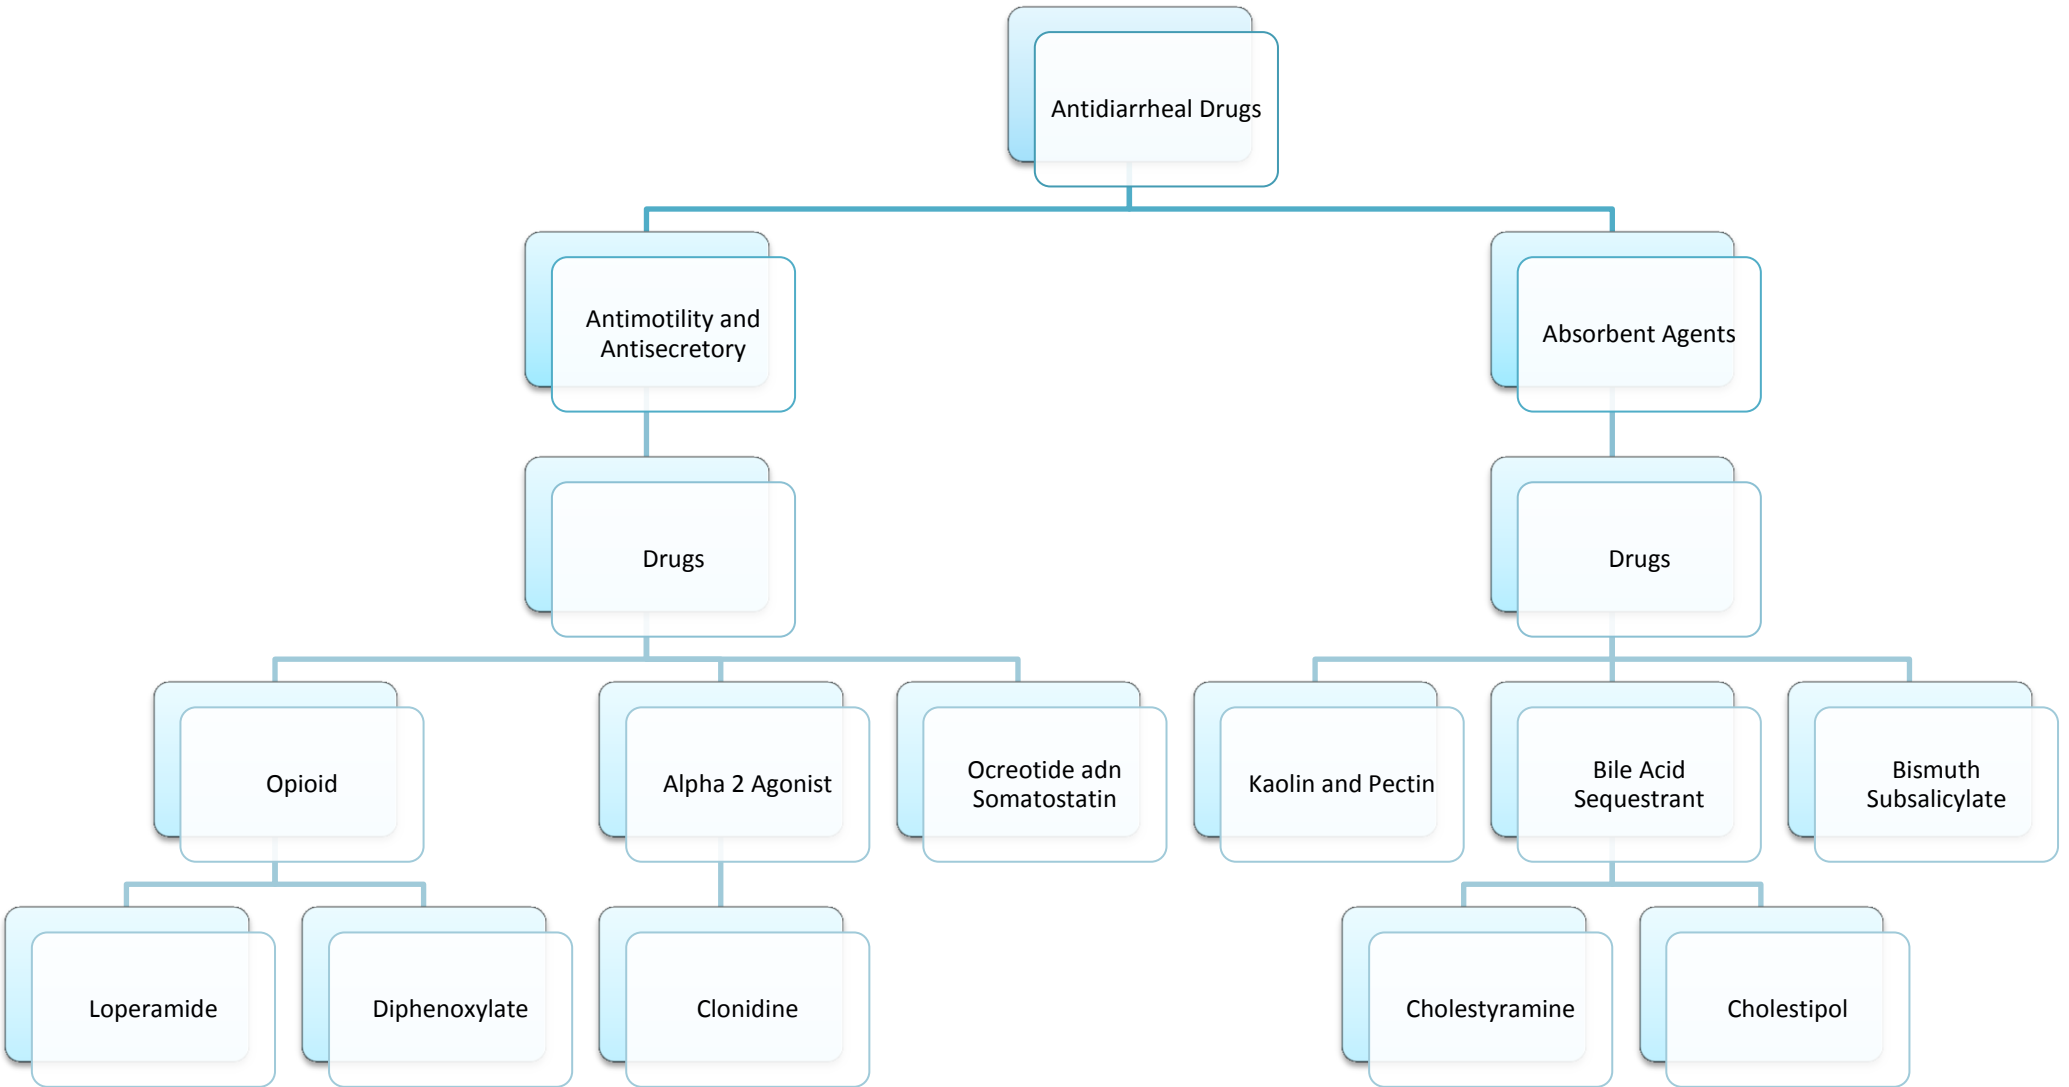 Antidiarrheal Drugs
Antimotility and
Antisecretory
Absorbent Agents
Drugs
Drugs
Opioid
Alpha 2 Agonist
Ocreotide adn
Somatostatin
Kaolin and Pectin
Bile Acid
Sequestrant
Bismuth
Subsalicylate
Loperamide
Diphenoxylate
Clonidine
Cholestyramine
Cholestipol